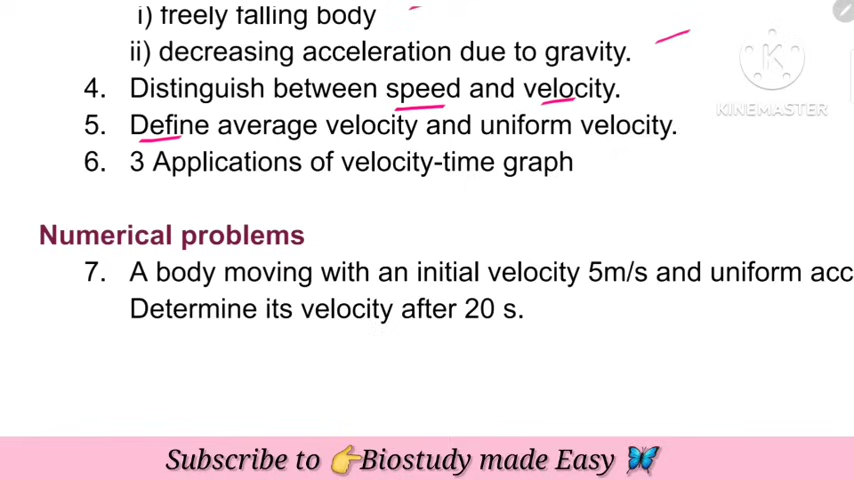 i) freely falling body
ii) decreasing acceleration due to gravity.
4. Distinguish between speed and velocity.
5. Define average velocity and uniform velocity.
6. 3 Applications of velocity-time graph
KINEMASTER
Numerical problems
7. A body moving with an initial velocity 5m/s and uniform acc
Determine its velocity after 20 s.
Subscribe to 👉Biostudy made Easy 🦋